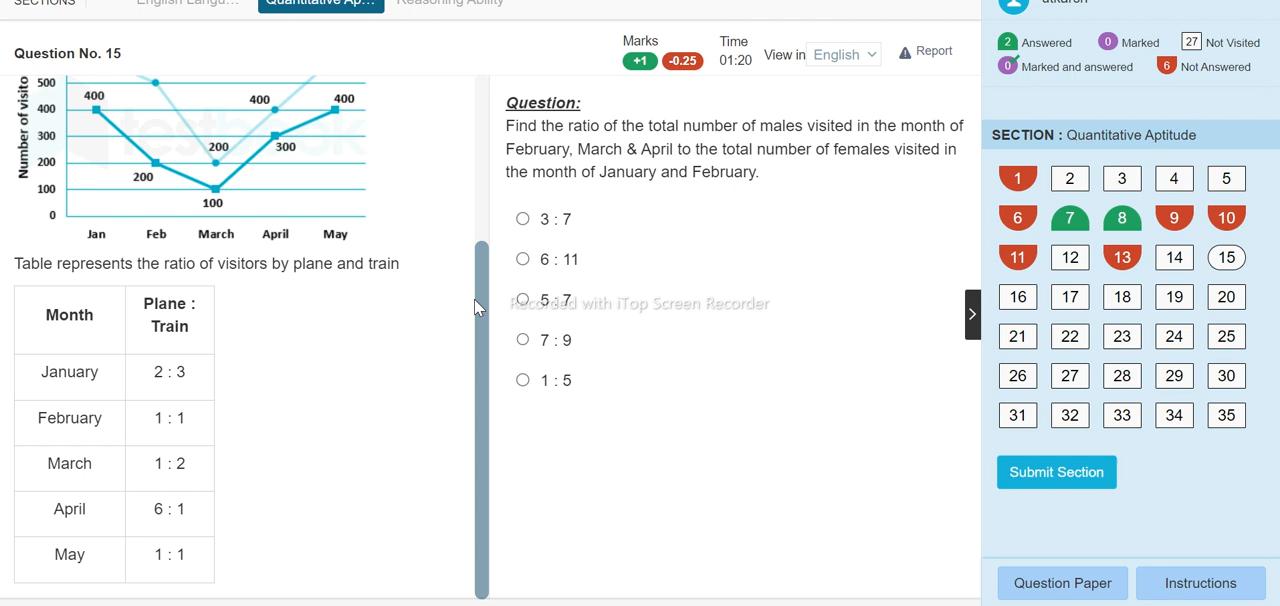 SECTIONS
English Langu...
Quantitative Ap...
Reasoning Ability
utkarsh
Question No. 15
Marks
+1 -0.25
Time
01:20
View in English
Report
2 Answered
0 Marked
27 Not Visited
0 Marked and answered
6 Not Answered
SECTION : Quantitative Aptitude
1 2 3 4 5
6 7 8 9 10
11 12 13 14 15
16 17 18 19 20
21 22 23 24 25
26 27 28 29 30
31 32 33 34 35
Submit Section
Question Paper
Instructions
Number of visito
500
400
300
200
100
0
400
200
100
200
300
400
400
testbook
Jan Feb March April May
Table represents the ratio of visitors by plane and train
Month Plane : Train
January 2 : 3
February 1 : 1
March 1 : 2
April 6 : 1
May 1 : 1
Question:
Find the ratio of the total number of males visited in the month of
February, March & April to the total number of females visited in
the month of January and February.
3 : 7
6 : 11
5 : 7
Recorded with iTop Screen Recorder
7 : 9
1 : 5